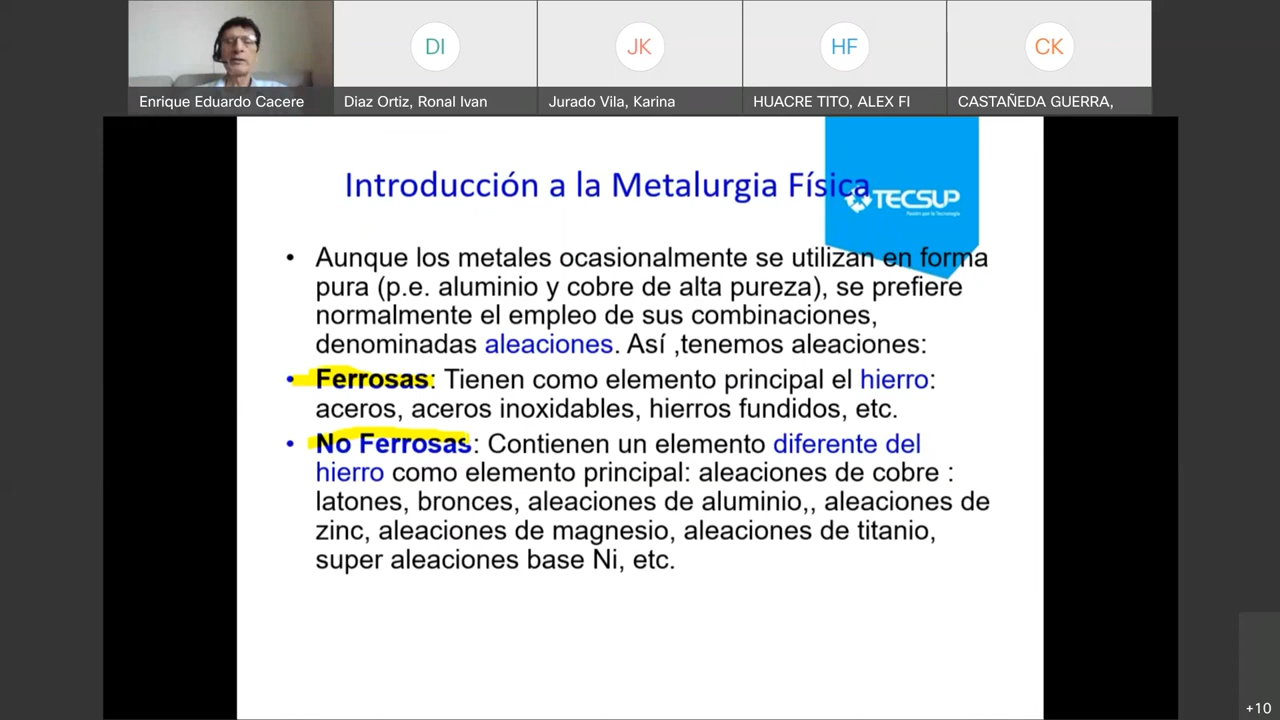 DI
JK
HF
CK
Enrique Eduardo Cacere
Diaz Ortiz, Ronal Ivan
Jurado Vila, Karina
HUACRE TITO, ALEX FI
CASTAÑEDA GUERRA,
Introducción a la Metalurgia Física
TECSUP
Pasión por la Tecnología
• Aunque los metales ocasionalmente se utilizan en forma
pura (p.e. aluminio y cobre de alta pureza), se prefiere
normalmente el empleo de sus combinaciones,
denominadas aleaciones. Así ,tenemos aleaciones:
• Ferrosas: Tienen como elemento principal el hierro:
aceros, aceros inoxidables, hierros fundidos, etc.
• No Ferrosas: Contienen un elemento diferente del
hierro como elemento principal: aleaciones de cobre :
latones, bronces, aleaciones de aluminio,, aleaciones de
zinc, aleaciones de magnesio, aleaciones de titanio,
super aleaciones base Ni, etc.
+10